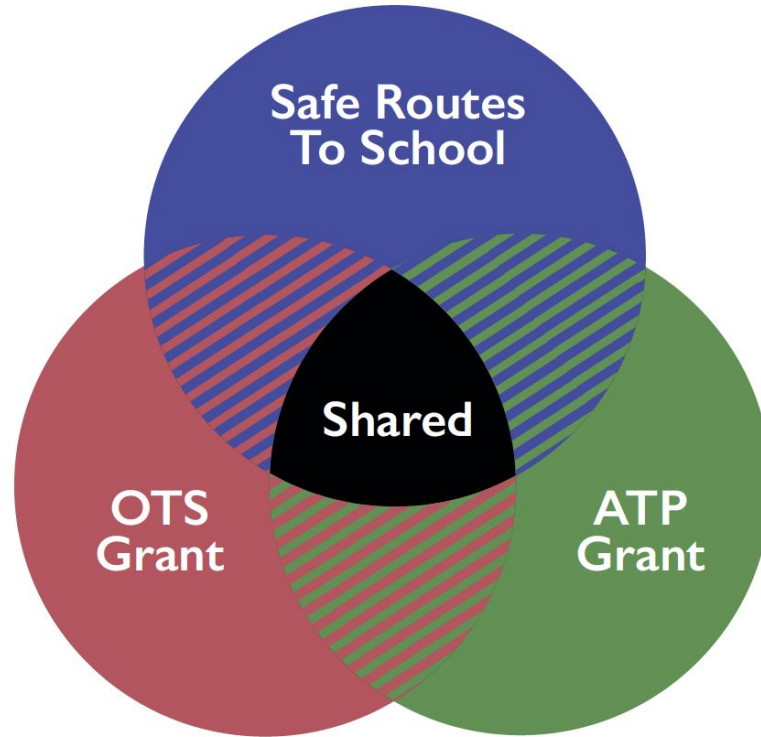 Safe Routes
To School
Shared
OTS
Grant
ATP
Grant